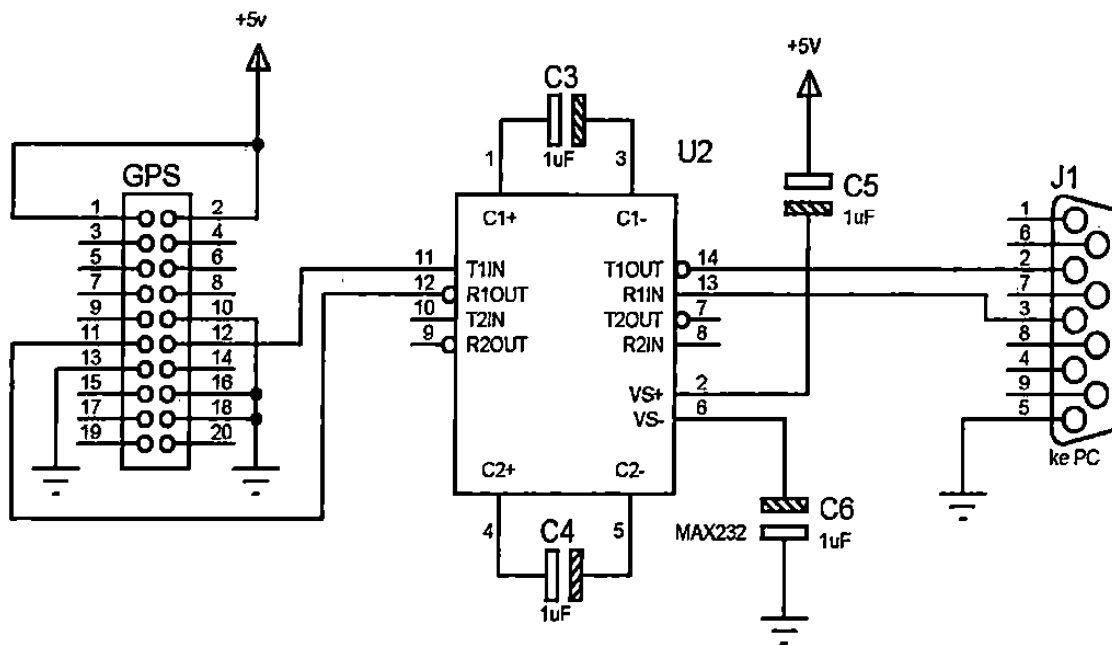 +5v
+5V
C3
1uF
1
3
U2
C5
1uF
GPS
1 2
3 4
5 6
7 8
9 10
11 12
13 14
15 16
17 18
19 20
C1+ C1-
11 T1IN
12 R1OUT
10 T2IN
9 R2OUT
T1OUT 14
R1IN 13
T2OUT 7
R2IN 8
VS+ 2
VS- 6
C2+ C2-
4
5
C4
1uF
MAX232
C6
1uF
J1
1
6
2
7
3
8
4
9
5
ke PC